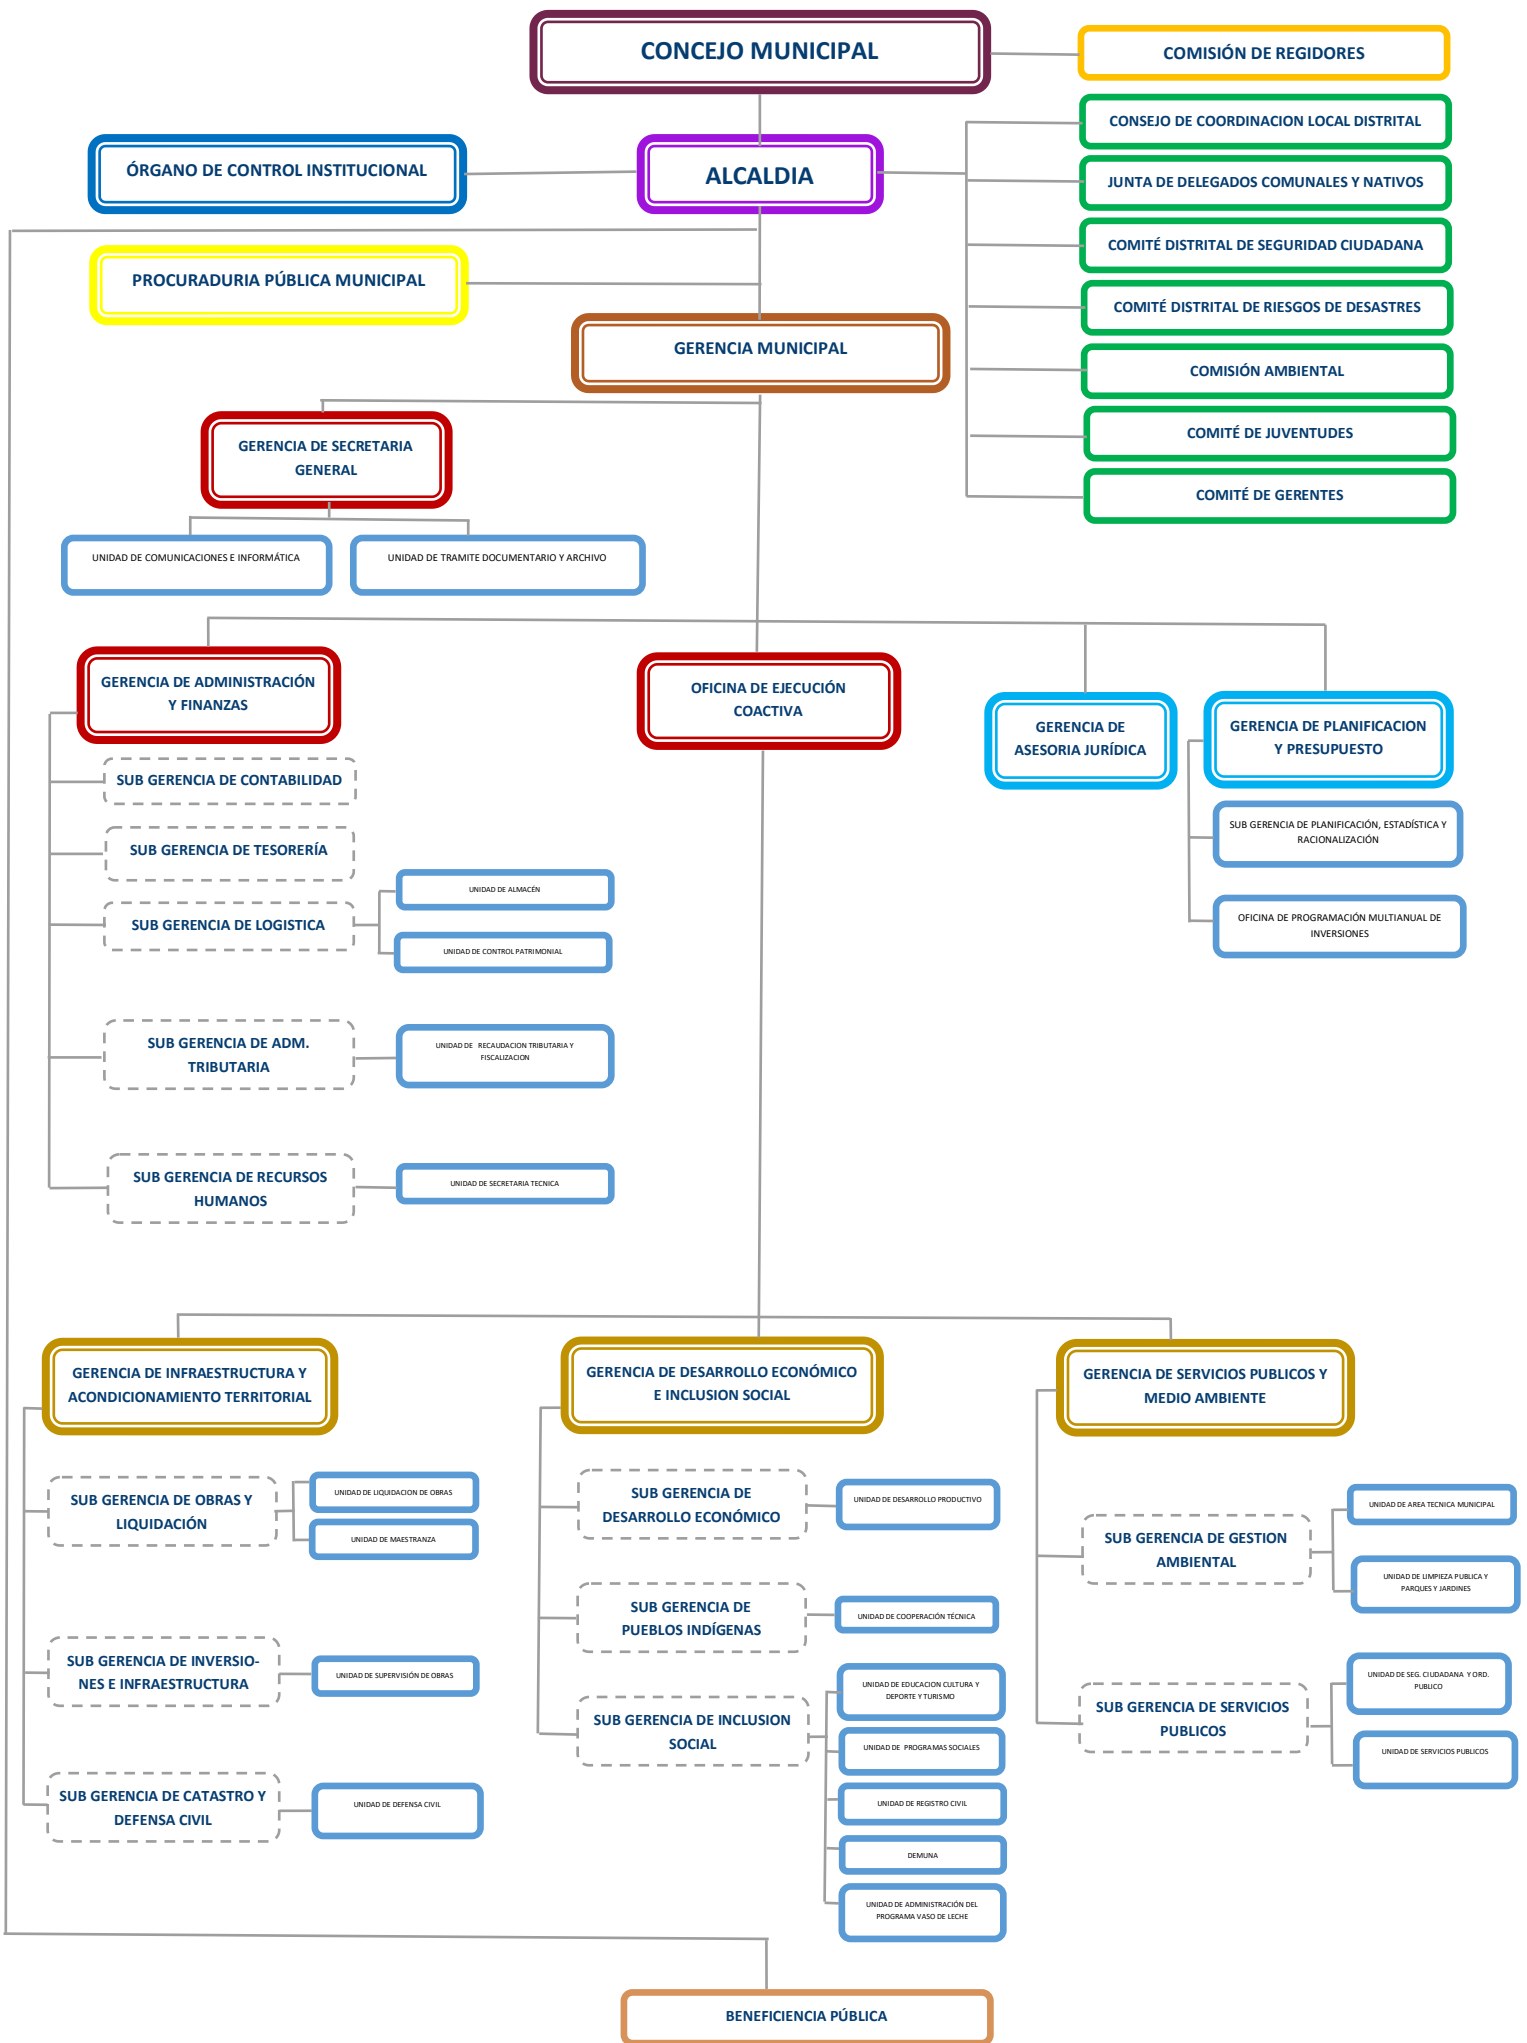 CONCEJO MUNICIPAL
COMISIÓN DE REGIDORES
CONSEJO DE COORDINACION LOCAL DISTRITAL
ÓRGANO DE CONTROL INSTITUCIONAL
ALCALDIA
JUNTA DE DELEGADOS COMUNALES Y NATIVOS
COMITÉ DISTRITAL DE SEGURIDAD CIUDADANA
PROCURADURIA PÚBLICA MUNICIPAL
COMITÉ DISTRITAL DE RIESGOS DE DESASTRES
GERENCIA MUNICIPAL
COMISIÓN AMBIENTAL
COMITÉ DE JUVENTUDES
COMITÉ DE GERENTES
GERENCIA DE SECRETARIA
GENERAL
UNIDAD DE COMUNICACIONES E INFORMÁTICA
UNIDAD DE TRAMITE DOCUMENTARIO Y ARCHIVO
GERENCIA DE ADMINISTRACIÓN
Y FINANZAS
OFICINA DE EJECUCIÓN
COACTIVA
GERENCIA DE
ASESORIA JURÍDICA
GERENCIA DE PLANIFICACION
Y PRESUPUESTO
SUB GERENCIA DE CONTABILIDAD
SUB GERENCIA DE TESORERÍA
SUB GERENCIA DE LOGISTICA
UNIDAD DE ALMACÉN
UNIDAD DE CONTROL PATRIMONIAL
SUB GERENCIA DE PLANIFICACIÓN, ESTADÍSTICA Y
RACIONALIZACIÓN
OFICINA DE PROGRAMACIÓN MULTIANUAL DE
INVERSIONES
SUB GERENCIA DE ADM.
TRIBUTARIA
UNIDAD DE RECAUDACION TRIBUTARIA Y
FISCALIZACION
SUB GERENCIA DE RECURSOS
HUMANOS
UNIDAD DE SECRETARIA TECNICA
GERENCIA DE INFRAESTRUCTURA Y
ACONDICIONAMIENTO TERRITORIAL
GERENCIA DE DESARROLLO ECONÓMICO
E INCLUSION SOCIAL
GERENCIA DE SERVICIOS PUBLICOS Y
MEDIO AMBIENTE
SUB GERENCIA DE OBRAS Y
LIQUIDACIÓN
UNIDAD DE LIQUIDACION DE OBRAS
UNIDAD DE MAESTRANZA
SUB GERENCIA DE INVERSIO-
NES E INFRAESTRUCTURA
UNIDAD DE SUPERVISIÓN DE OBRAS
SUB GERENCIA DE CATASTRO Y
DEFENSA CIVIL
UNIDAD DE DEFENSA CIVIL
SUB GERENCIA DE
DESARROLLO ECONÓMICO
UNIDAD DE DESARROLLO PRODUCTIVO
SUB GERENCIA DE
PUEBLOS INDÍGENAS
UNIDAD DE COOPERACIÓN TÉCNICA
SUB GERENCIA DE INCLUSION
SOCIAL
UNIDAD DE EDUCACION CULTURA Y
DEPORTE Y TURISMO
UNIDAD DE PROGRAMAS SOCIALES
UNIDAD DE REGISTRO CIVIL
DEMUNA
UNIDAD DE ADMINISTRACIÓN DEL
PROGRAMA VASO DE LECHE
SUB GERENCIA DE GESTION
AMBIENTAL
UNIDAD DE AREA TECNICA MUNICIPAL
UNIDAD DE LIMPIEZA PUBLICA Y
PARQUES Y JARDINES
SUB GERENCIA DE SERVICIOS
PUBLICOS
UNIDAD DE SEG. CIUDADANA Y ORD.
PUBLICO
UNIDAD DE SERVICIOS PUBLICOS
BENEFICIENCIA PÚBLICA